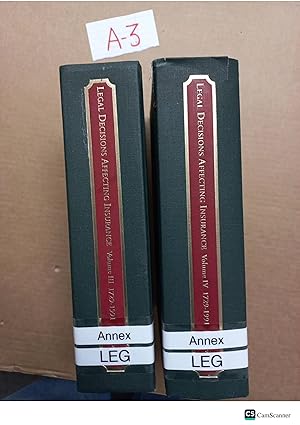 A-3
LEGAL DECISIONS AFFECTING INSURANCE Volume III 1729-1991
Annex
LEG
LEGAL DECISIONS AFFECTING INSURANCE Volume IV 1729-1991
Annex
LEG
CS CamScanner